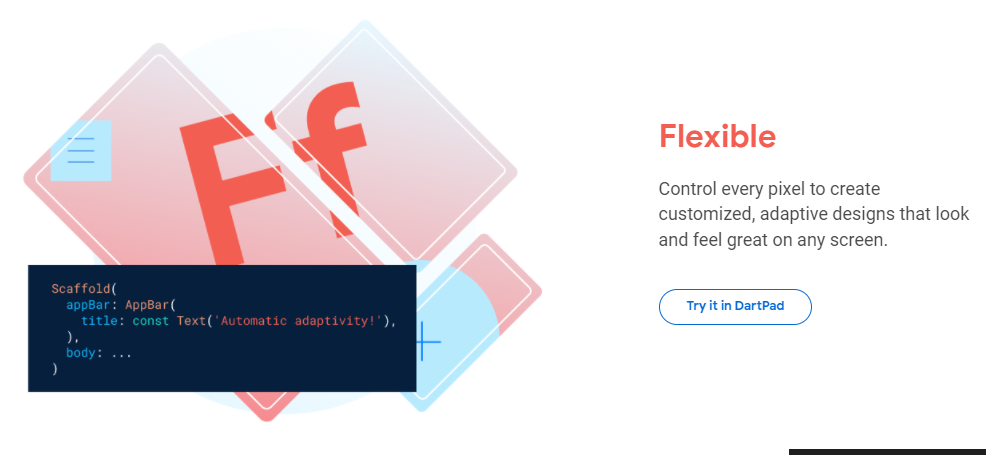 Ff
Scaffold(
  appBar: AppBar(
    title: const Text('Automatic adaptivity!'),
  ),
  body: ...
)
Flexible
Control every pixel to create
customized, adaptive designs that look
and feel great on any screen.
Try it in DartPad